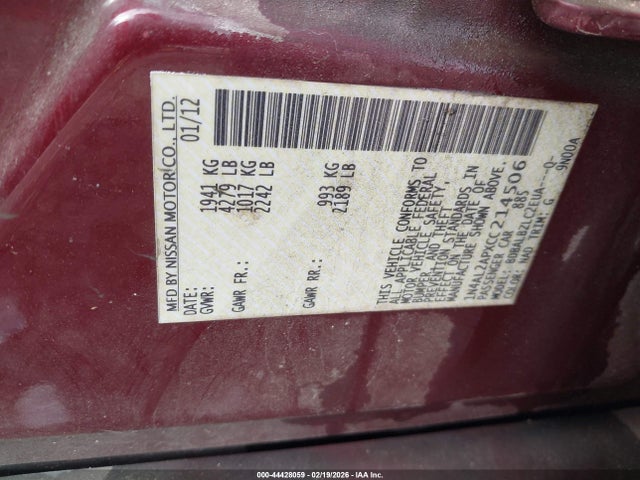 MFD BY NISSAN MOTOR CO., LTD.
DATE: 01/12
GVWR: 1941 KG
4279 LB
GAWR FR.: 1017 KG
2242 LB
GAWR RR.: 993 KG
2189 LB
THIS VEHICLE CONFORMS TO
ALL APPLICABLE FEDERAL
MOTOR VEHICLE SAFETY,
BUMPER, AND
PREVENTION STANDARDS IN
EFFECT ON THE DATE OF
MANUFACTURE SHOWN ABOVE.
1N4AL2APXCC214506
PASSENGER CAR
MODEL: 885
COLOR: NAH TRIM: G
9N00A
000-44428059 - 02/19/2026 - IAA Inc.